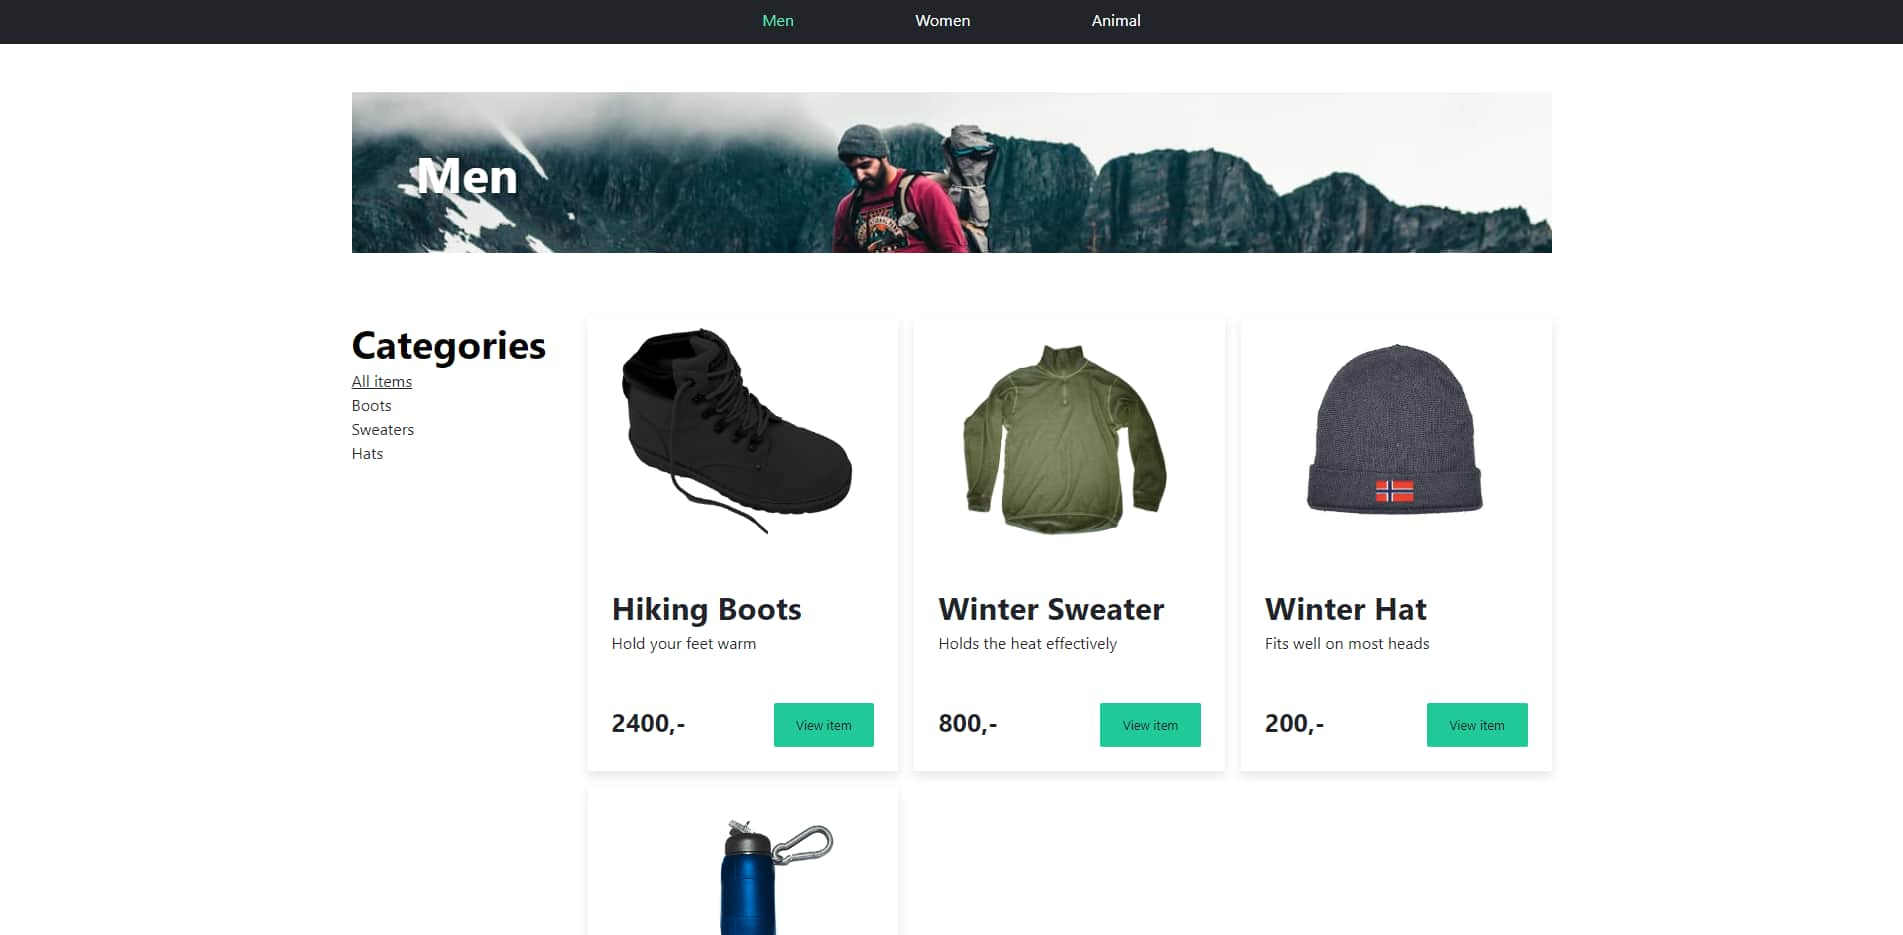 Men Women Animal
Men
Categories
All items
Boots
Sweaters
Hats
Hiking Boots
Hold your feet warm
2400,- View item
Winter Sweater
Holds the heat effectively
800,- View item
Winter Hat
Fits well on most heads
200,- View item